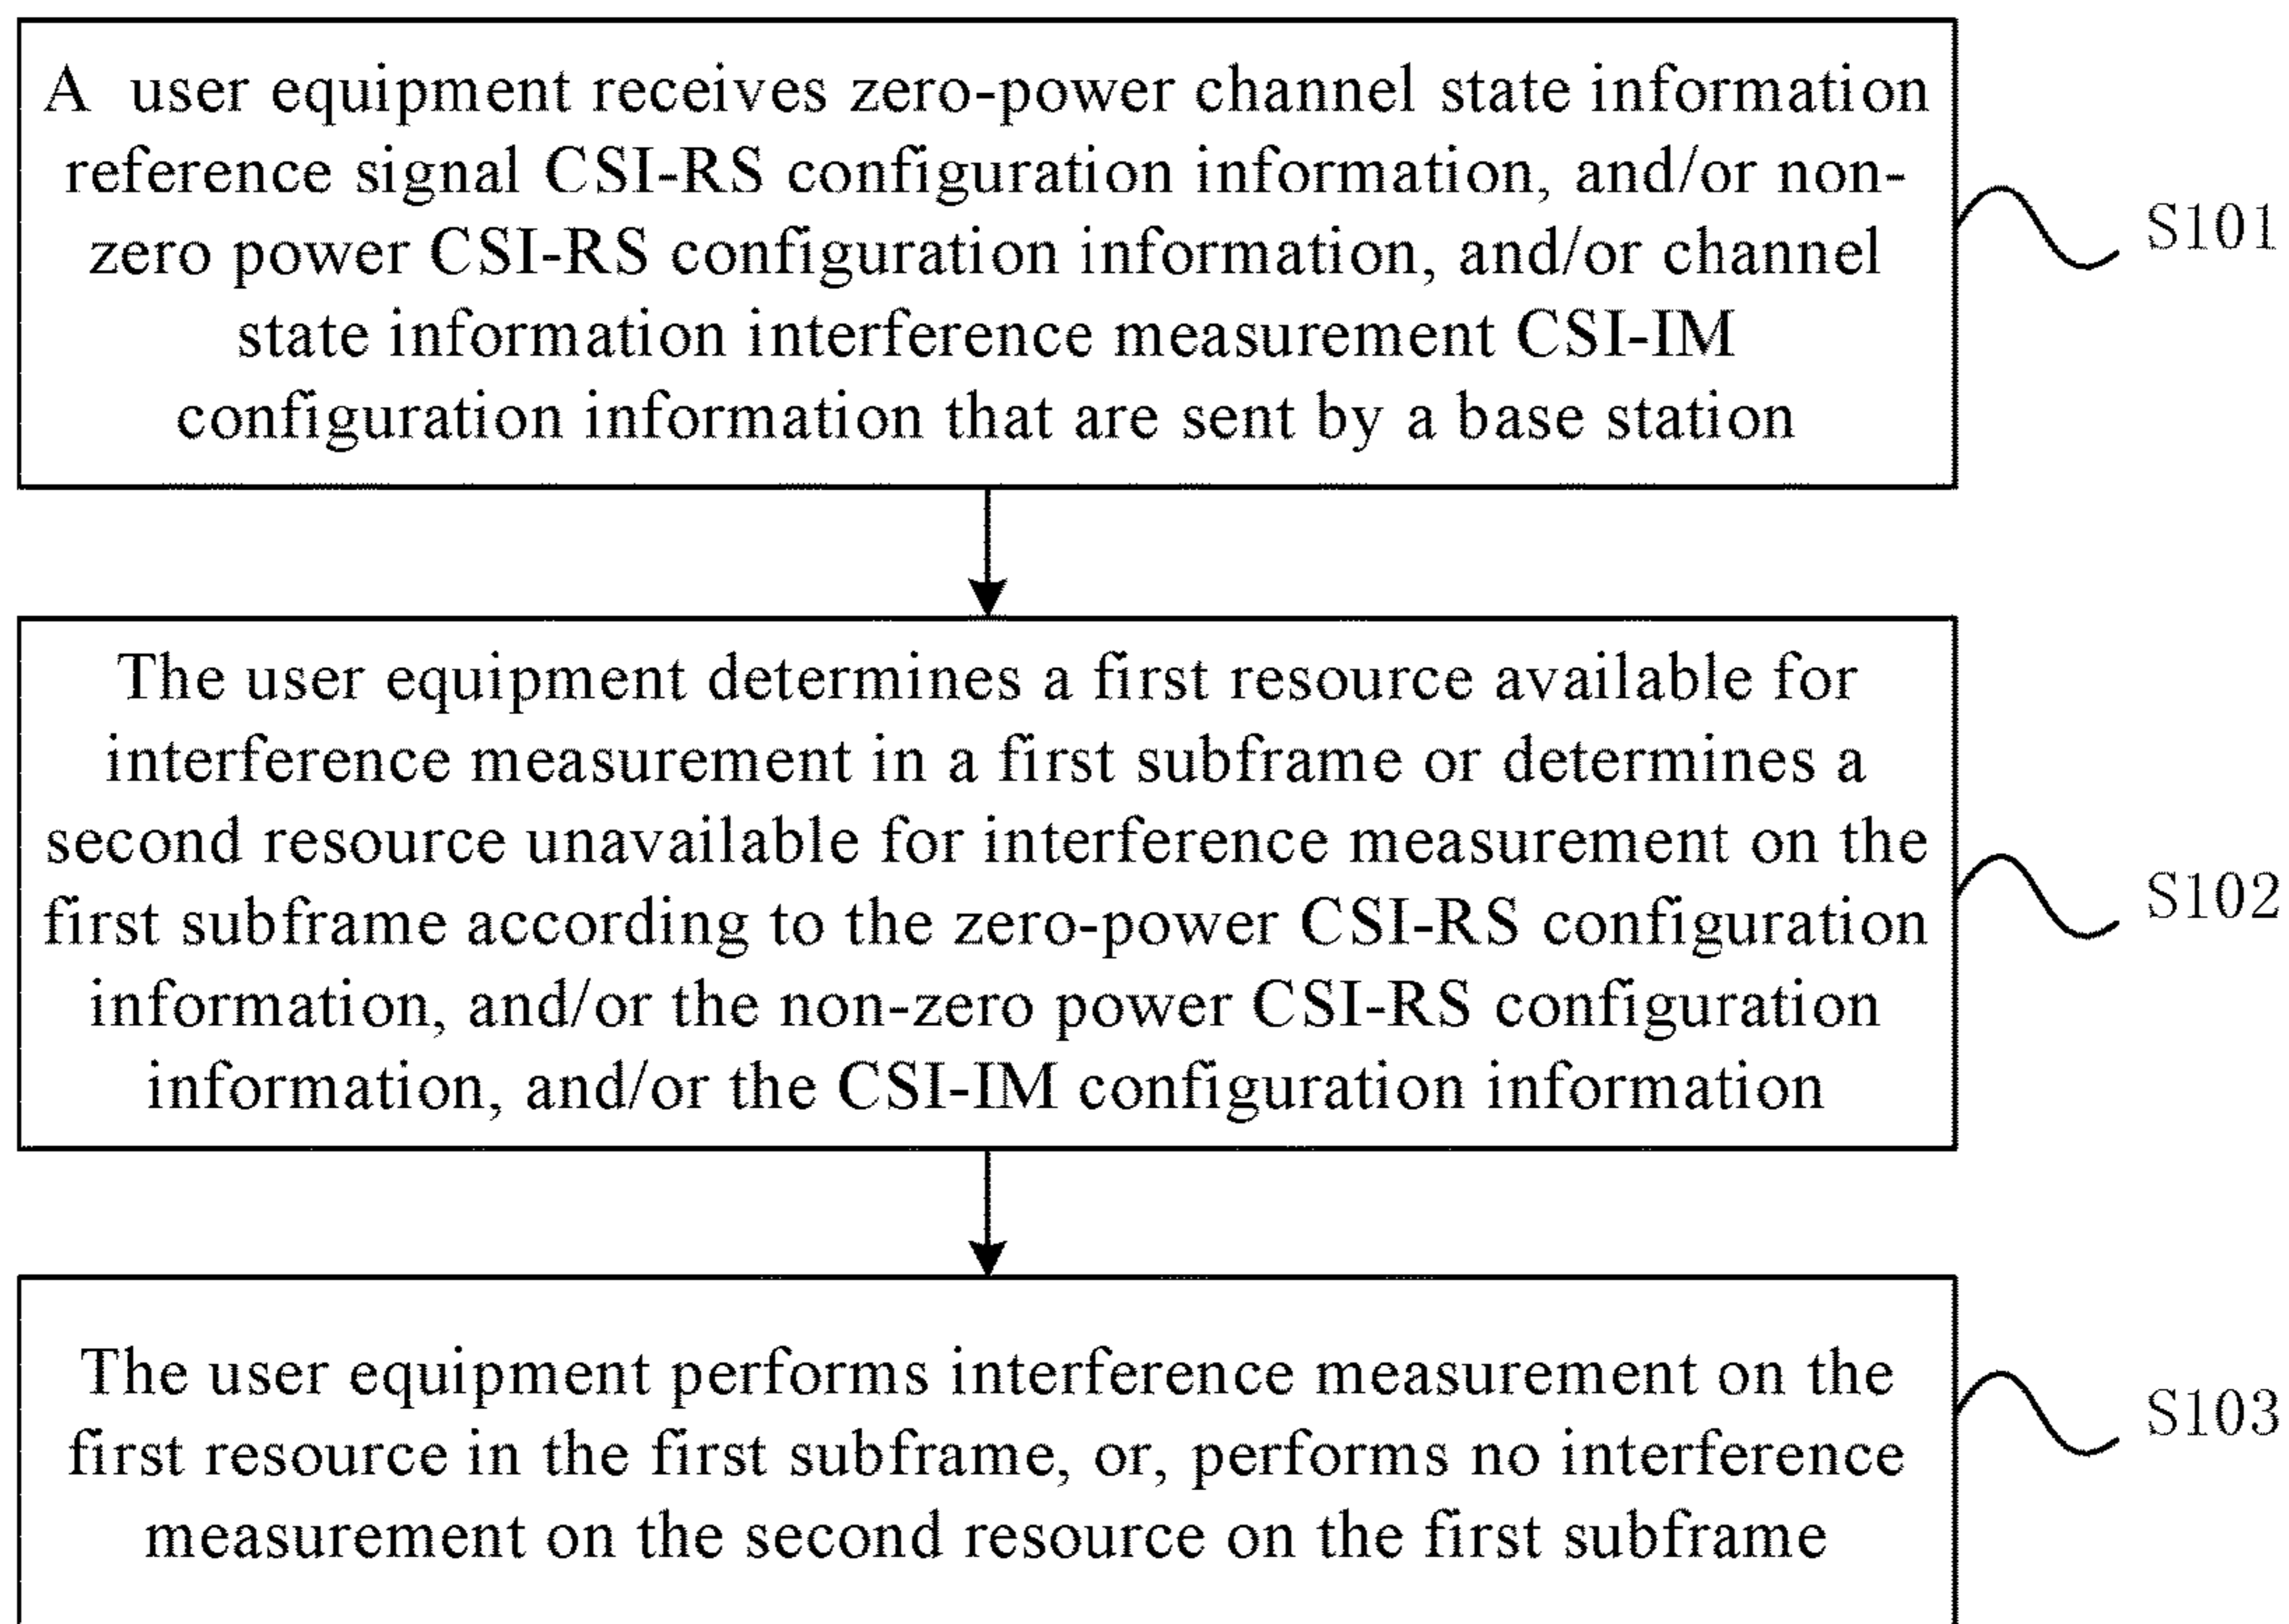 A user equipment receives zero-power channel state information
reference signal CSI-RS configuration information, and/or non-
zero power CSI-RS configuration information, and/or channel
state information interference measurement CSI-IM
configuration information that are sent by a base station
S101
The user equipment determines a first resource available for
interference measurement in a first subframe or determines a
second resource unavailable for interference measurement on the
first subframe according to the zero-power CSI-RS configuration
information, and/or the non-zero power CSI-RS configuration
information, and/or the CSI-IM configuration information
S102
The user equipment performs interference measurement on the
first resource in the first subframe, or, performs no interference
measurement on the second resource on the first subframe
S103